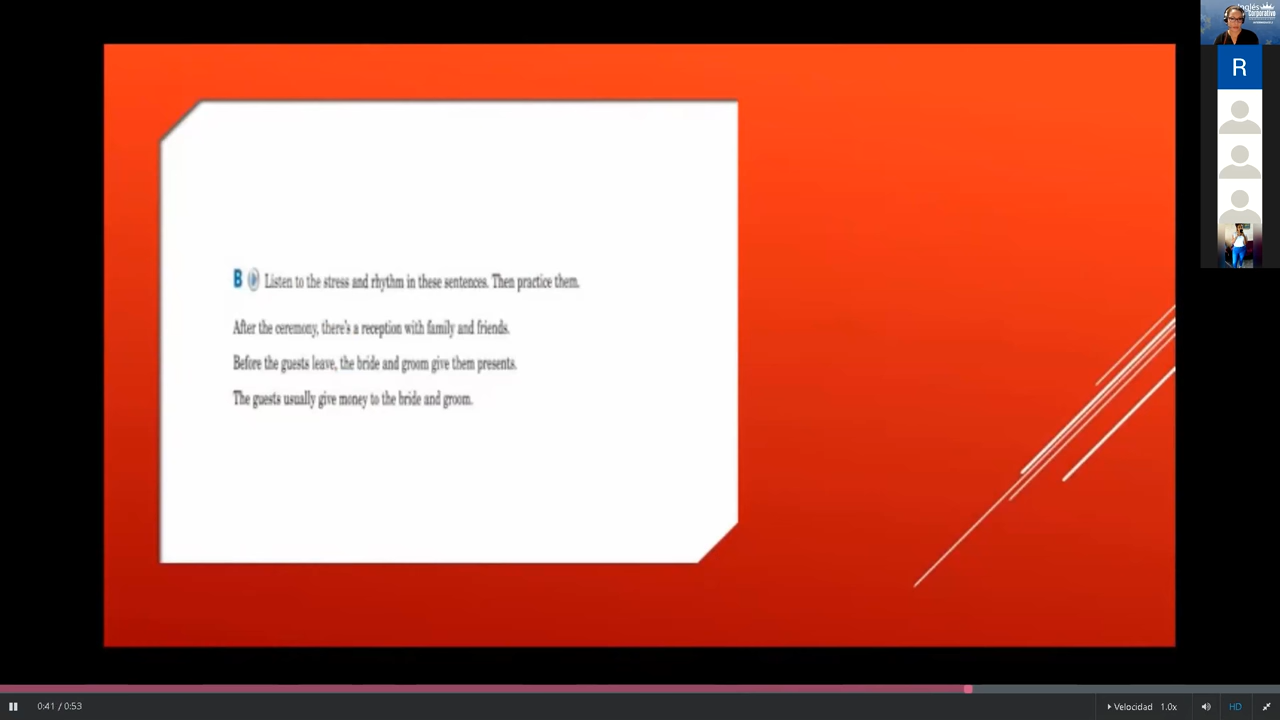 Inglés
Corporativo
R
B Listen to the stress and rhythm in these sentences. Then practice them.
After the ceremony, there's a reception with family and friends.
Before the guests leave, the bride and groom give them presents.
The guests usually give money to the bride and groom.
0:41 / 0:53
Velocidad 1.0x
HD